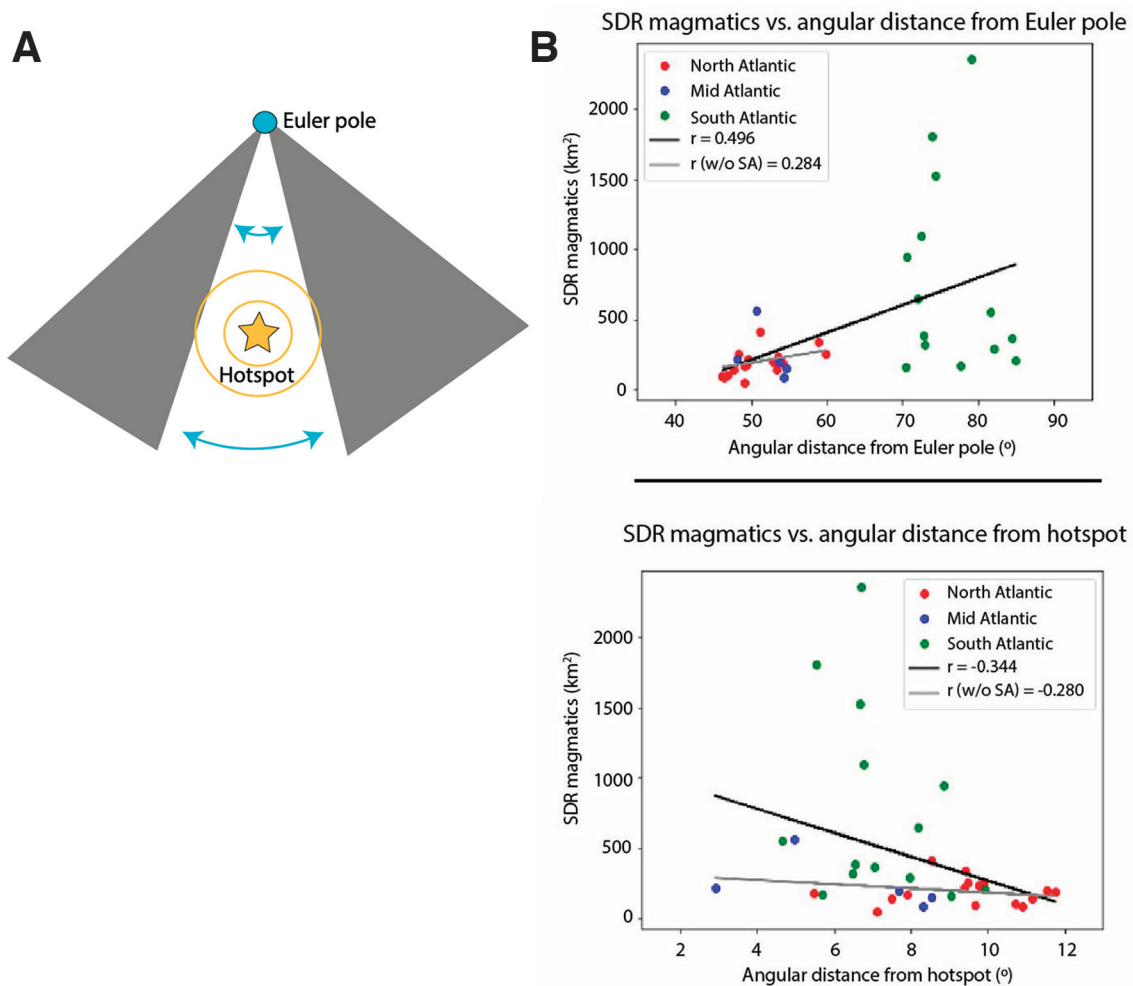 A
Euler pole
Hotspot
B
SDR magmatics vs. angular distance from Euler pole
North Atlantic
Mid Atlantic
South Atlantic
r = 0.496
r (w/o SA) = 0.284
SDR magmatics (km²)
2000
1500
1000
500
0
40 50 60 70 80 90
Angular distance from Euler pole (º)
SDR magmatics vs. angular distance from hotspot
North Atlantic
Mid Atlantic
South Atlantic
r = -0.344
r (w/o SA) = -0.280
SDR magmatics (km²)
2000
1500
1000
500
0
2 4 6 8 10 12
Angular distance from hotspot (º)